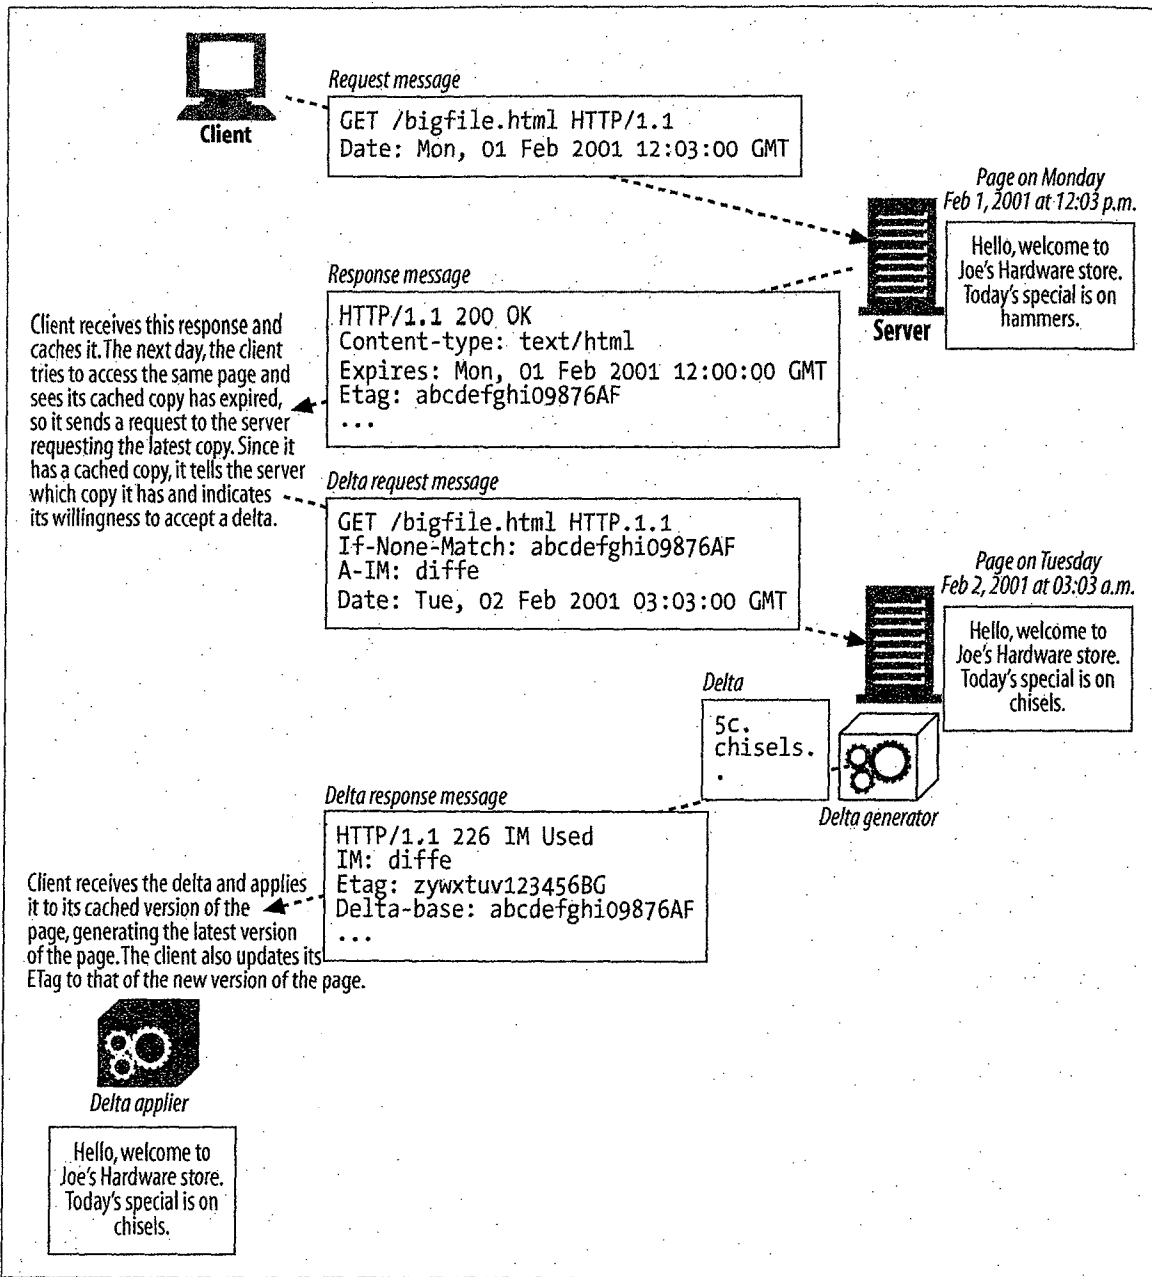 Client
Request message
GET /bigfile.html HTTP/1.1
Date: Mon, 01 Feb 2001 12:03:00 GMT
Page on Monday
Feb 1, 2001 at 12:03 p.m.
Hello, welcome to
Joe's Hardware store.
Today's special is on
hammers.
Server
Response message
HTTP/1.1 200 OK
Content-type: text/html
Expires: Mon, 01 Feb 2001 12:00:00 GMT
Etag: abcdefghi09876AF
...
Client receives this response and
caches it. The next day, the client
tries to access the same page and
sees its cached copy has expired,
so it sends a request to the server
requesting the latest copy. Since it
has a cached copy, it tells the server
which copy it has and indicates
its willingness to accept a delta.
Delta request message
GET /bigfile.html HTTP.1.1
If-None-Match: abcdefghi09876AF
A-IM: diffe
Date: Tue, 02 Feb 2001 03:03:00 GMT
Page on Tuesday
Feb 2, 2001 at 03:03 a.m.
Hello, welcome to
Joe's Hardware store.
Today's special is on
chisels.
Delta
5c.
chisels.
.
Delta generator
Delta response message
HTTP/1.1 226 IM Used
IM: diffe
Etag: zywxtuv123456BG
Delta-base: abcdefghi09876AF
...
Client receives the delta and applies
it to its cached version of the
page, generating the latest version
of the page. The client also updates its
ETag to that of the new version of the page.
Delta applier
Hello, welcome to
Joe's Hardware store.
Today's special is on
chisels.